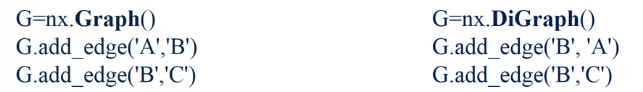 G=nx.Graph()
G.add_edge('A','B')
G.add_edge('B','C')
G=nx.DiGraph()
G.add_edge('B', 'A')
G.add_edge('B','C')